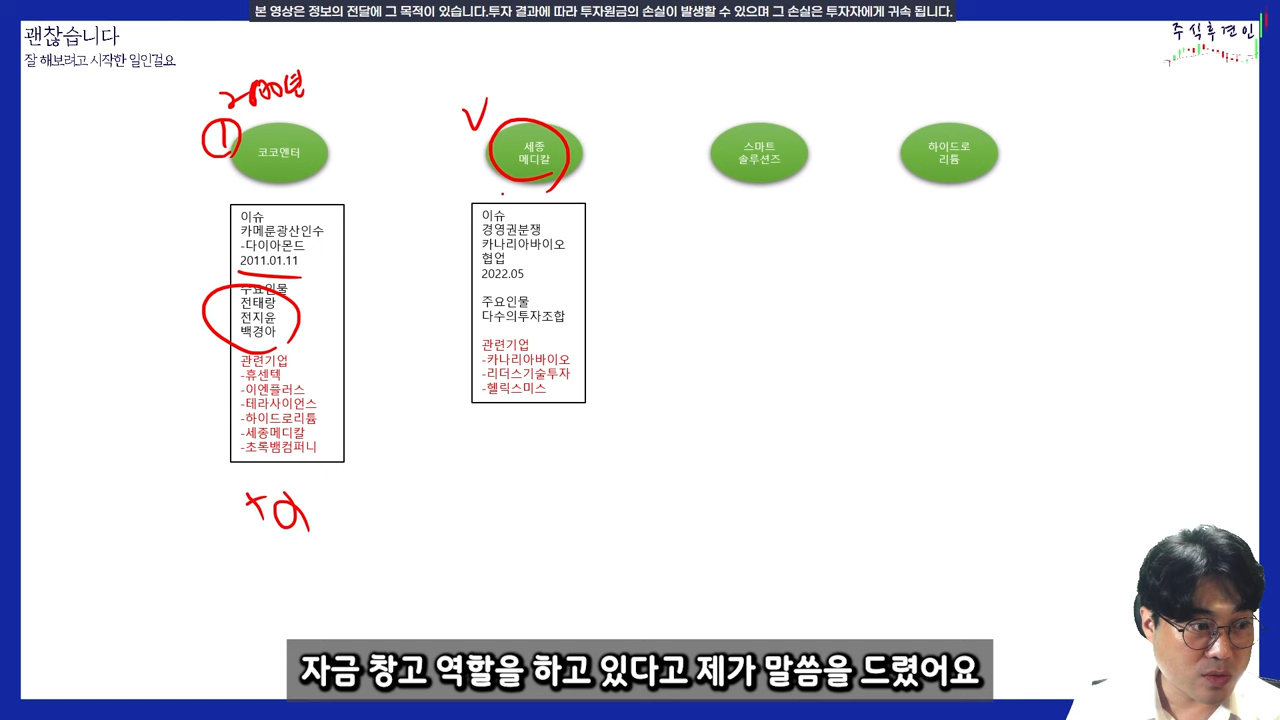 본 영상은 정보의 전달에 그 목적이 있습니다.투자 결과에 따라 투자원금의 손실이 발생할 수 있으며 그 손실은 투자자에게 귀속 됩니다.
괜찮습니다
잘 해보려고 시작한 일인걸요
주식후견인
①
코코엔터
이슈
카메룬광산인수
-다이아몬드
2011.01.11
주요인물
전태랑
전지윤
백경아
관련기업
-휴센텍
-이엔플러스
-테라사이언스
-하이드로리튬
-세종메디칼
-초록뱀컴퍼니
세종
메디칼
이슈
경영권분쟁
카나리아바이오
협업
2022.05
주요인물
다수의투자조합
관련기업
-카나리아바이오
-리더스기술투자
-헬릭스미스
스마트
솔루션즈
하이드로
리튬
자금 창고 역할을 하고 있다고 제가 말씀을 드렸어요